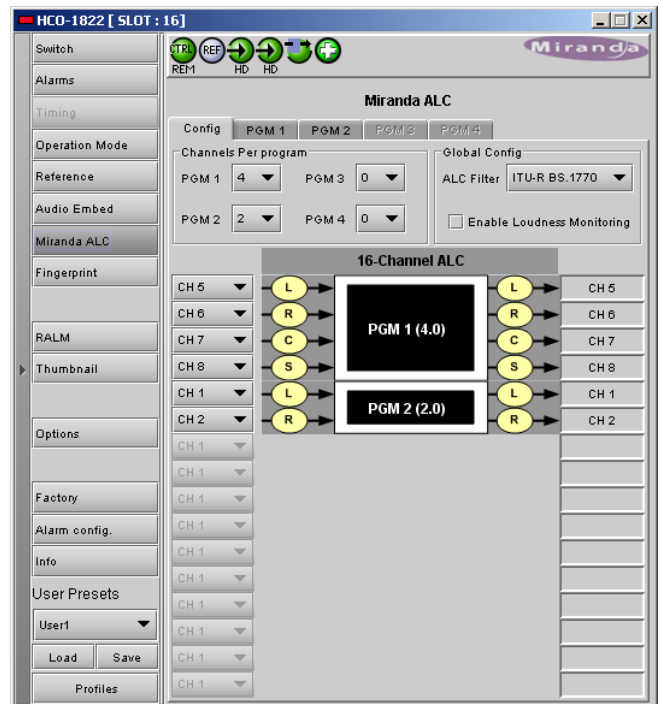 HCO-1822 [ SLOT : 16]
Switch
Alarms
Timing
Operation Mode
Reference
Audio Embed
Miranda ALC
Fingerprint
RALM
Thumbnail
Options
Factory
Alarm config.
Info
User Presets
User1
Load Save
Profiles
CTRL REF
REM HD HD
Miranda
Miranda ALC
Config PGM 1 PGM 2 PGM 3 PGM 4
Channels Per program
PGM 1 4 PGM 3 0
PGM 2 2 PGM 4 0
Global Config
ALC Filter ITU-R BS.1770
Enable Loudness Monitoring
16-Channel ALC
CH 5 L L CH 5
CH 6 R R CH 6
PGM 1 (4.0)
CH 7 C C CH 7
CH 8 S S CH 8
CH 1 L L CH 1
PGM 2 (2.0)
CH 2 R R CH 2
CH 1
CH 1
CH 1
CH 1
CH 1
CH 1
CH 1
CH 1
CH 1
CH 1